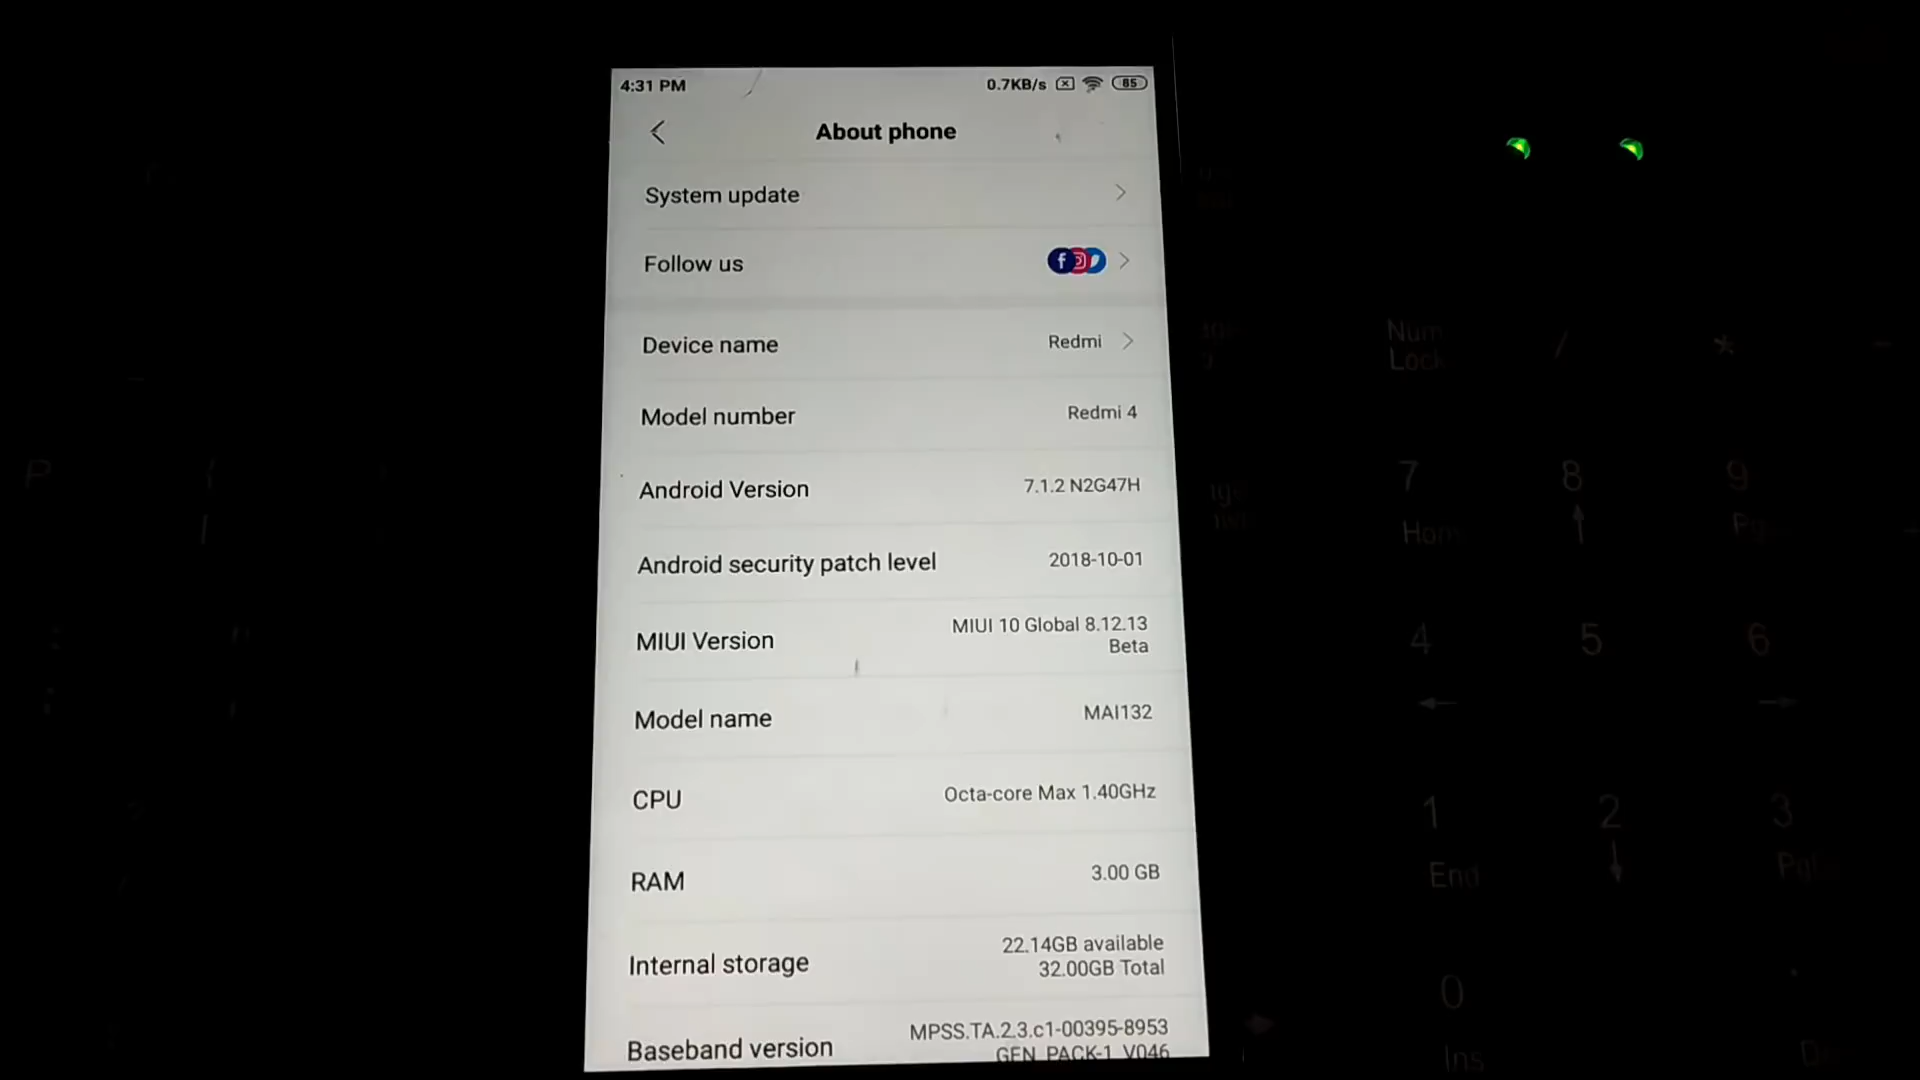 4:31 PM 0.7KB/s 85
About phone
System update
Follow us
Device name Redmi
Model number Redmi 4
Android Version 7.1.2 N2G47H
Android security patch level 2018-10-01
MIUI Version MIUI 10 Global 8.12.13
Beta
Model name MAI132
CPU Octa-core Max 1.40GHz
RAM 3.00 GB
Internal storage 22.14GB available
32.00GB Total
Baseband version MPSS.TA.2.3.c1-00395-8953
GEN_PACK-1_V046
Num
Lock
/ * -
7 8 9
4 5 6
1 2 3
End
0
Ins
P